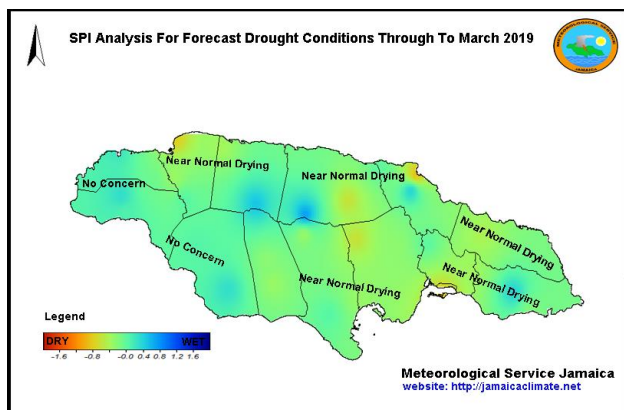 SPI Analysis For Forecast Drought Conditions Through To March 2019
JAMAICA
Near Normal Drying
Near Normal Drying
No Concern
Near Normal Drying
No Concern
Near Normal Drying
Near Normal Drying
Legend
DRY WET
-1.6 -0.8 -0.0 0.4 0.8 1.2 1.6
Meteorological Service Jamaica
website: http://jamaicaclimate.net